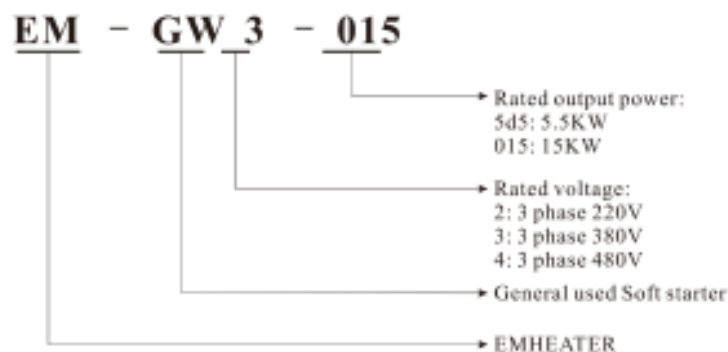 EM - GW 3 - 015
Rated output power:
5d5: 5.5KW
015: 15KW
Rated voltage:
2: 3 phase 220V
3: 3 phase 380V
4: 3 phase 480V
General used Soft starter
EMHEATER